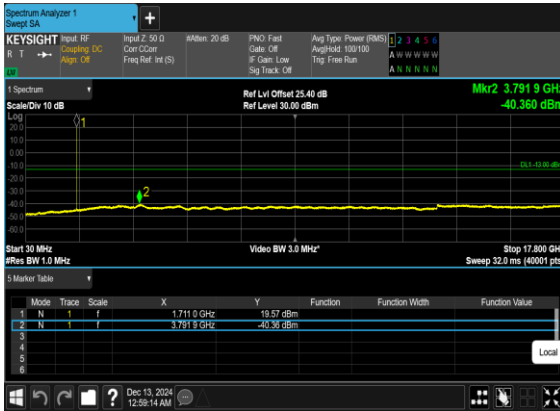 Spectrum Analyzer 1
Swept SA
+
KEYSIGHT Input: RF Input Z: 50 Ω #Atten: 20 dB PNO: Fast Avg Type: Power (RMS) 1 2 3 4 5 6
R T Coupling: DC Corr CCorr Gate: Off Avg|Hold: 100/100 A W W W W W
Align: Off Freq Ref: Int (S) IF Gain: Low Trig: Free Run
Sig Track: Off A N N N N N
1 Spectrum
Ref Lvl Offset 25.40 dB Mkr2 3.791 9 GHz
Scale/Div 10 dB Ref Level 30.00 dBm -40.360 dBm
Log
20.0
10.0
0.00
-10.0
-20.0
-30.0
-40.0
-50.0
-60.0
1
2
DL1 -13.00 dBm
Start 30 MHz Video BW 3.0 MHz* Stop 17.800 GHz
#Res BW 1.0 MHz Sweep 32.0 ms (40001 pts)
5 Marker Table
Mode Trace Scale X Y Function Function Width Function Value
1 N 1 f 1.711 0 GHz 19.57 dBm
2 N 1 f 3.791 9 GHz -40.36 dBm
3
4
5
6
Local
?
Dec 13, 2024
12:59:14 AM